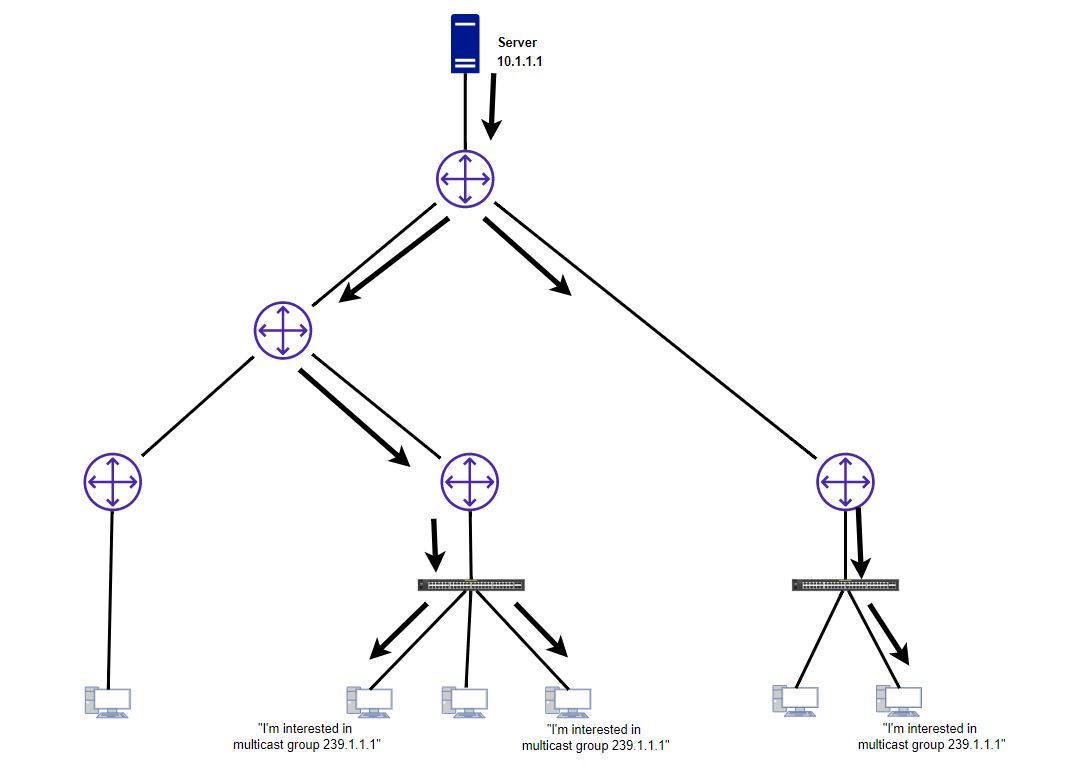 Server
10.1.1.1
"I'm interested in
multicast group 239.1.1.1"
"I'm interested in
multicast group 239.1.1.1"
"I'm interested in
multicast group 239.1.1.1"